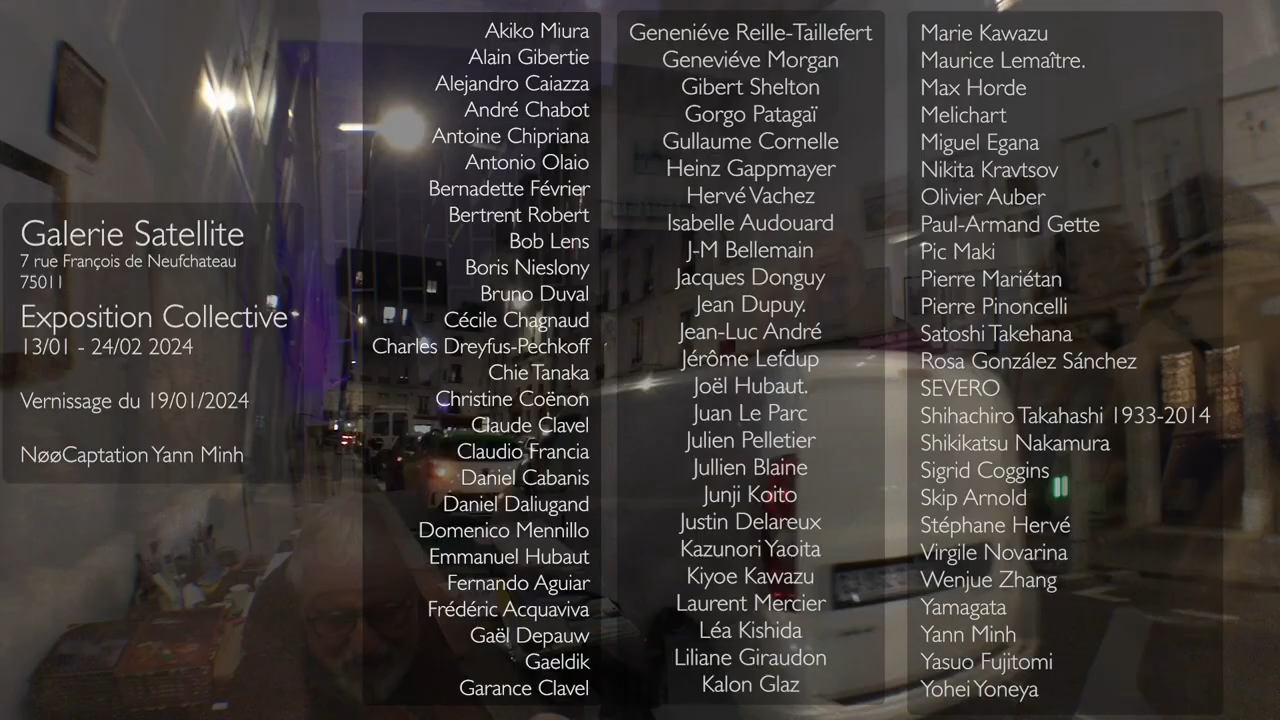 Galerie Satellite
7 rue François de Neufchateau
75011
Exposition Collective
13/01 - 24/02 2024
Vernissage du 19/01/2024
NøøCaptation Yann Minh
Akiko Miura
Alain Gibertie
Alejandro Caiazza
André Chabot
Antoine Chipriana
Antonio Olaio
Bernadette Février
Bertrent Robert
Bob Lens
Boris Nieslony
Bruno Duval
Cécile Chagnaud
Charles Dreyfus-Pechkoff
Chie Tanaka
Christine Coënon
Claude Clavel
Claudio Francia
Daniel Cabanis
Daniel Daligand
Domenico Mennillo
Emmanuel Hubaut
Fernando Aguiar
Frédéric Acquaviva
Gaël Depauw
Gaeldik
Garance Clavel
Geneniéve Reille-Taillefert
Geneviéve Morgan
Gibert Shelton
Gorgo Patagaï
Gullaume Cornelle
Heinz Gappmayer
Hervé Vachez
Isabelle Audouard
J-M Bellemain
Jacques Donguy
Jean Dupuy.
Jean-Luc André
Jérôme Lefdup
Joël Hubaut.
Juan Le Parc
Julien Pelletier
Jullien Blaine
Junji Koito
Justin Delareux
Kazunori Yaoita
Kiyoe Kawazu
Laurent Mercier
Léa Kishida
Liliane Giraudon
Kalon Glaz
Marie Kawazu
Maurice Lemaître.
Max Horde
Melichart
Miguel Egana
Nikita Kravtsov
Olivier Auber
Paul-Armand Gette
Pic Maki
Pierre Mariétan
Pierre Pinoncelli
Satoshi Takehana
Rosa González Sánchez
SEVERO
Shihachiro Takahashi 1933-2014
Shikikatsu Nakamura
Sigrid Coggins
Skip Arnold
Stéphane Hervé
Virgile Novarina
Wenjue Zhang
Yamagata
Yann Minh
Yasuo Fujitomi
Yohei Yoneya